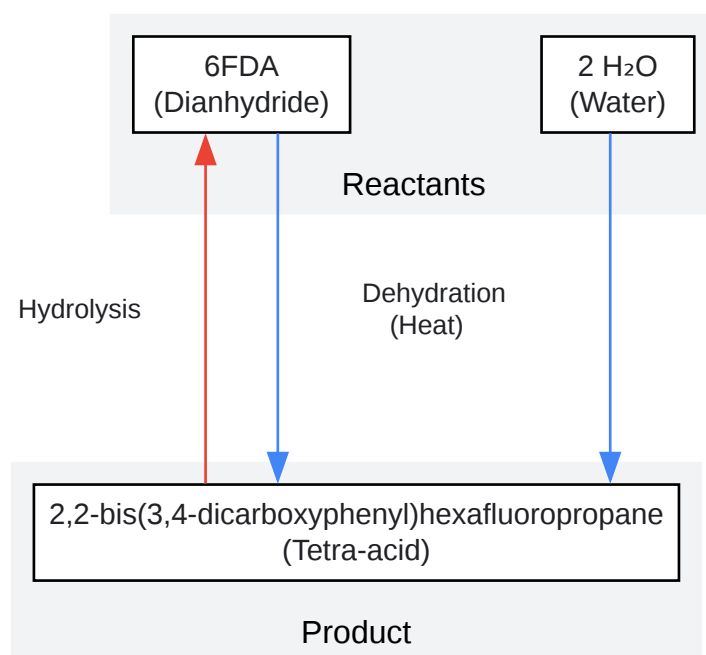 6FDA
(Dianhydride)
2 H₂O
(Water)
Reactants
Hydrolysis
Dehydration
(Heat)
2,2-bis(3,4-dicarboxyphenyl)hexafluoropropane
(Tetra-acid)
Product